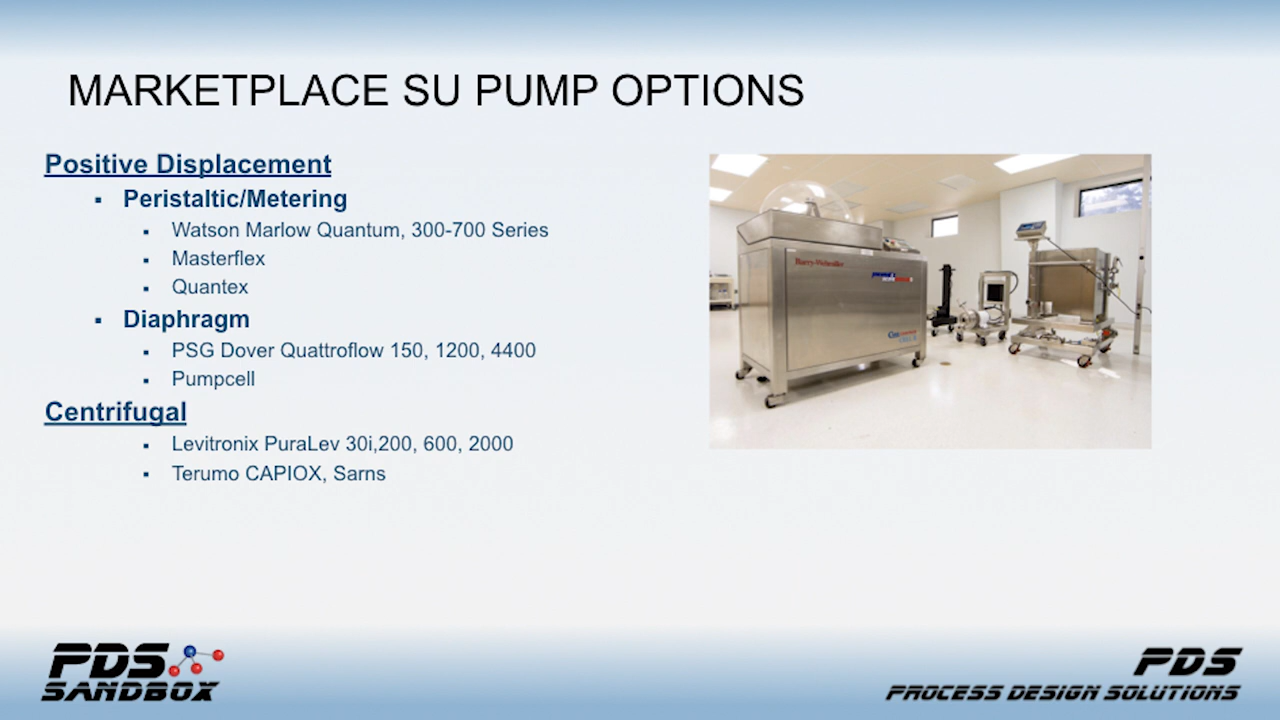 MARKETPLACE SU PUMP OPTIONS
Positive Displacement
▪ Peristaltic/Metering
▪ Watson Marlow Quantum, 300-700 Series
▪ Masterflex
▪ Quantex
▪ Diaphragm
▪ PSG Dover Quattroflow 150, 1200, 4400
▪ Pumpcell
Centrifugal
▪ Levitronix PuraLev 30i,200, 600, 2000
▪ Terumo CAPIOX, Sarns
PDS
SANDBOX
PDS
PROCESS DESIGN SOLUTIONS